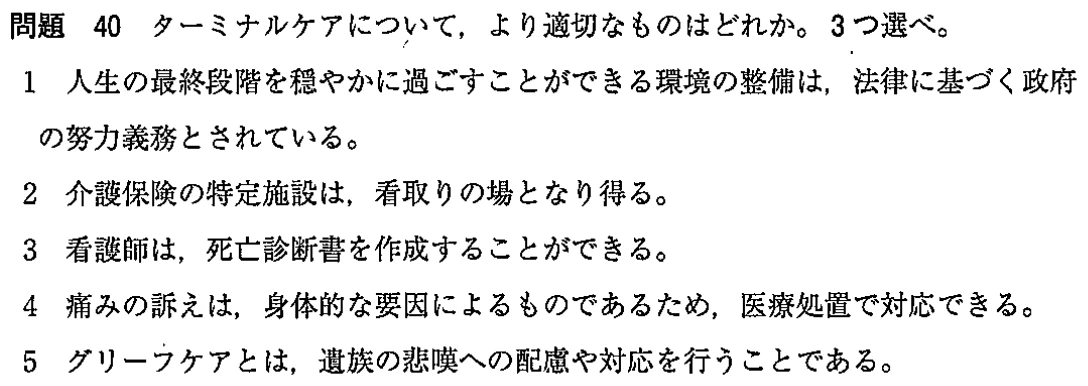 問題 40 ターミナルケアについて，より適切なものはどれか。3つ選べ。
1 人生の最終段階を穏やかに過ごすことができる環境の整備は，法律に基づく政府
の努力義務とされている。
2 介護保険の特定施設は，看取りの場となり得る。
3 看護師は，死亡診断書を作成することができる。
4 痛みの訴えは，身体的な要因によるものであるため，医療処置で対応できる。
5 グリーフケアとは，遺族の悲嘆への配慮や対応を行うことである。